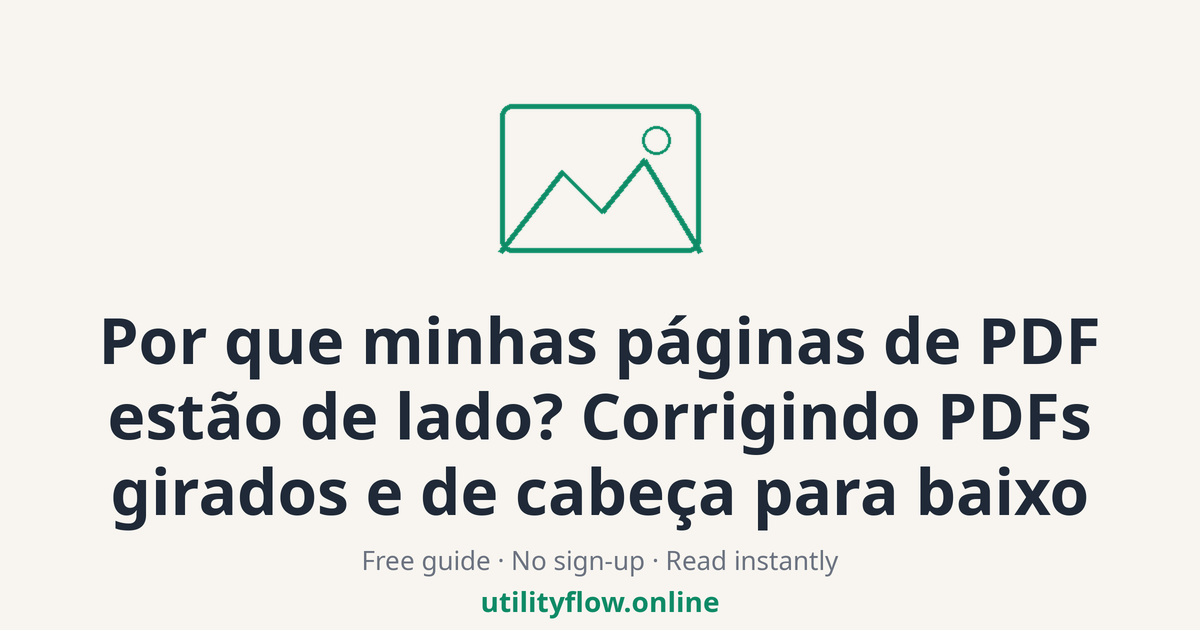 Por que minhas páginas de PDF
estão de lado? Corrigindo PDFs
girados e de cabeça para baixo
Free guide · No sign-up · Read instantly
utilityflow.online